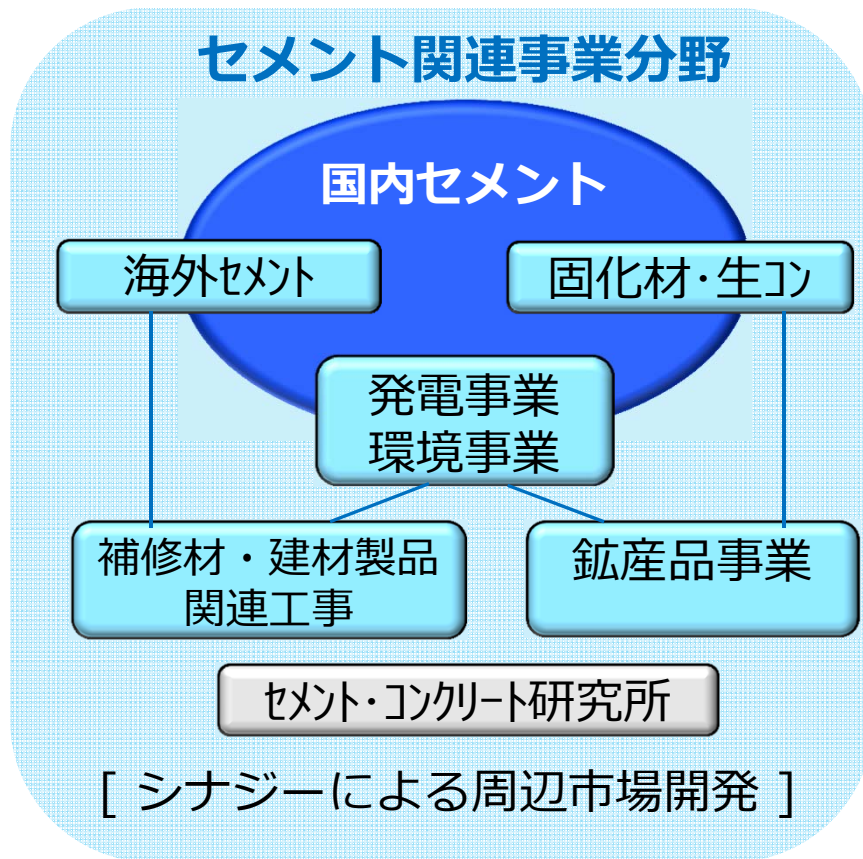 セメント関連事業分野
国内セメント
海外ｾﾒﾝﾄ
固化材･生ｺﾝ
発電事業
環境事業
補修材・建材製品
関連工事
鉱産品事業
ｾﾒﾝﾄ･ｺﾝｸﾘｰﾄ研究所
[ シナジーによる周辺市場開発 ]